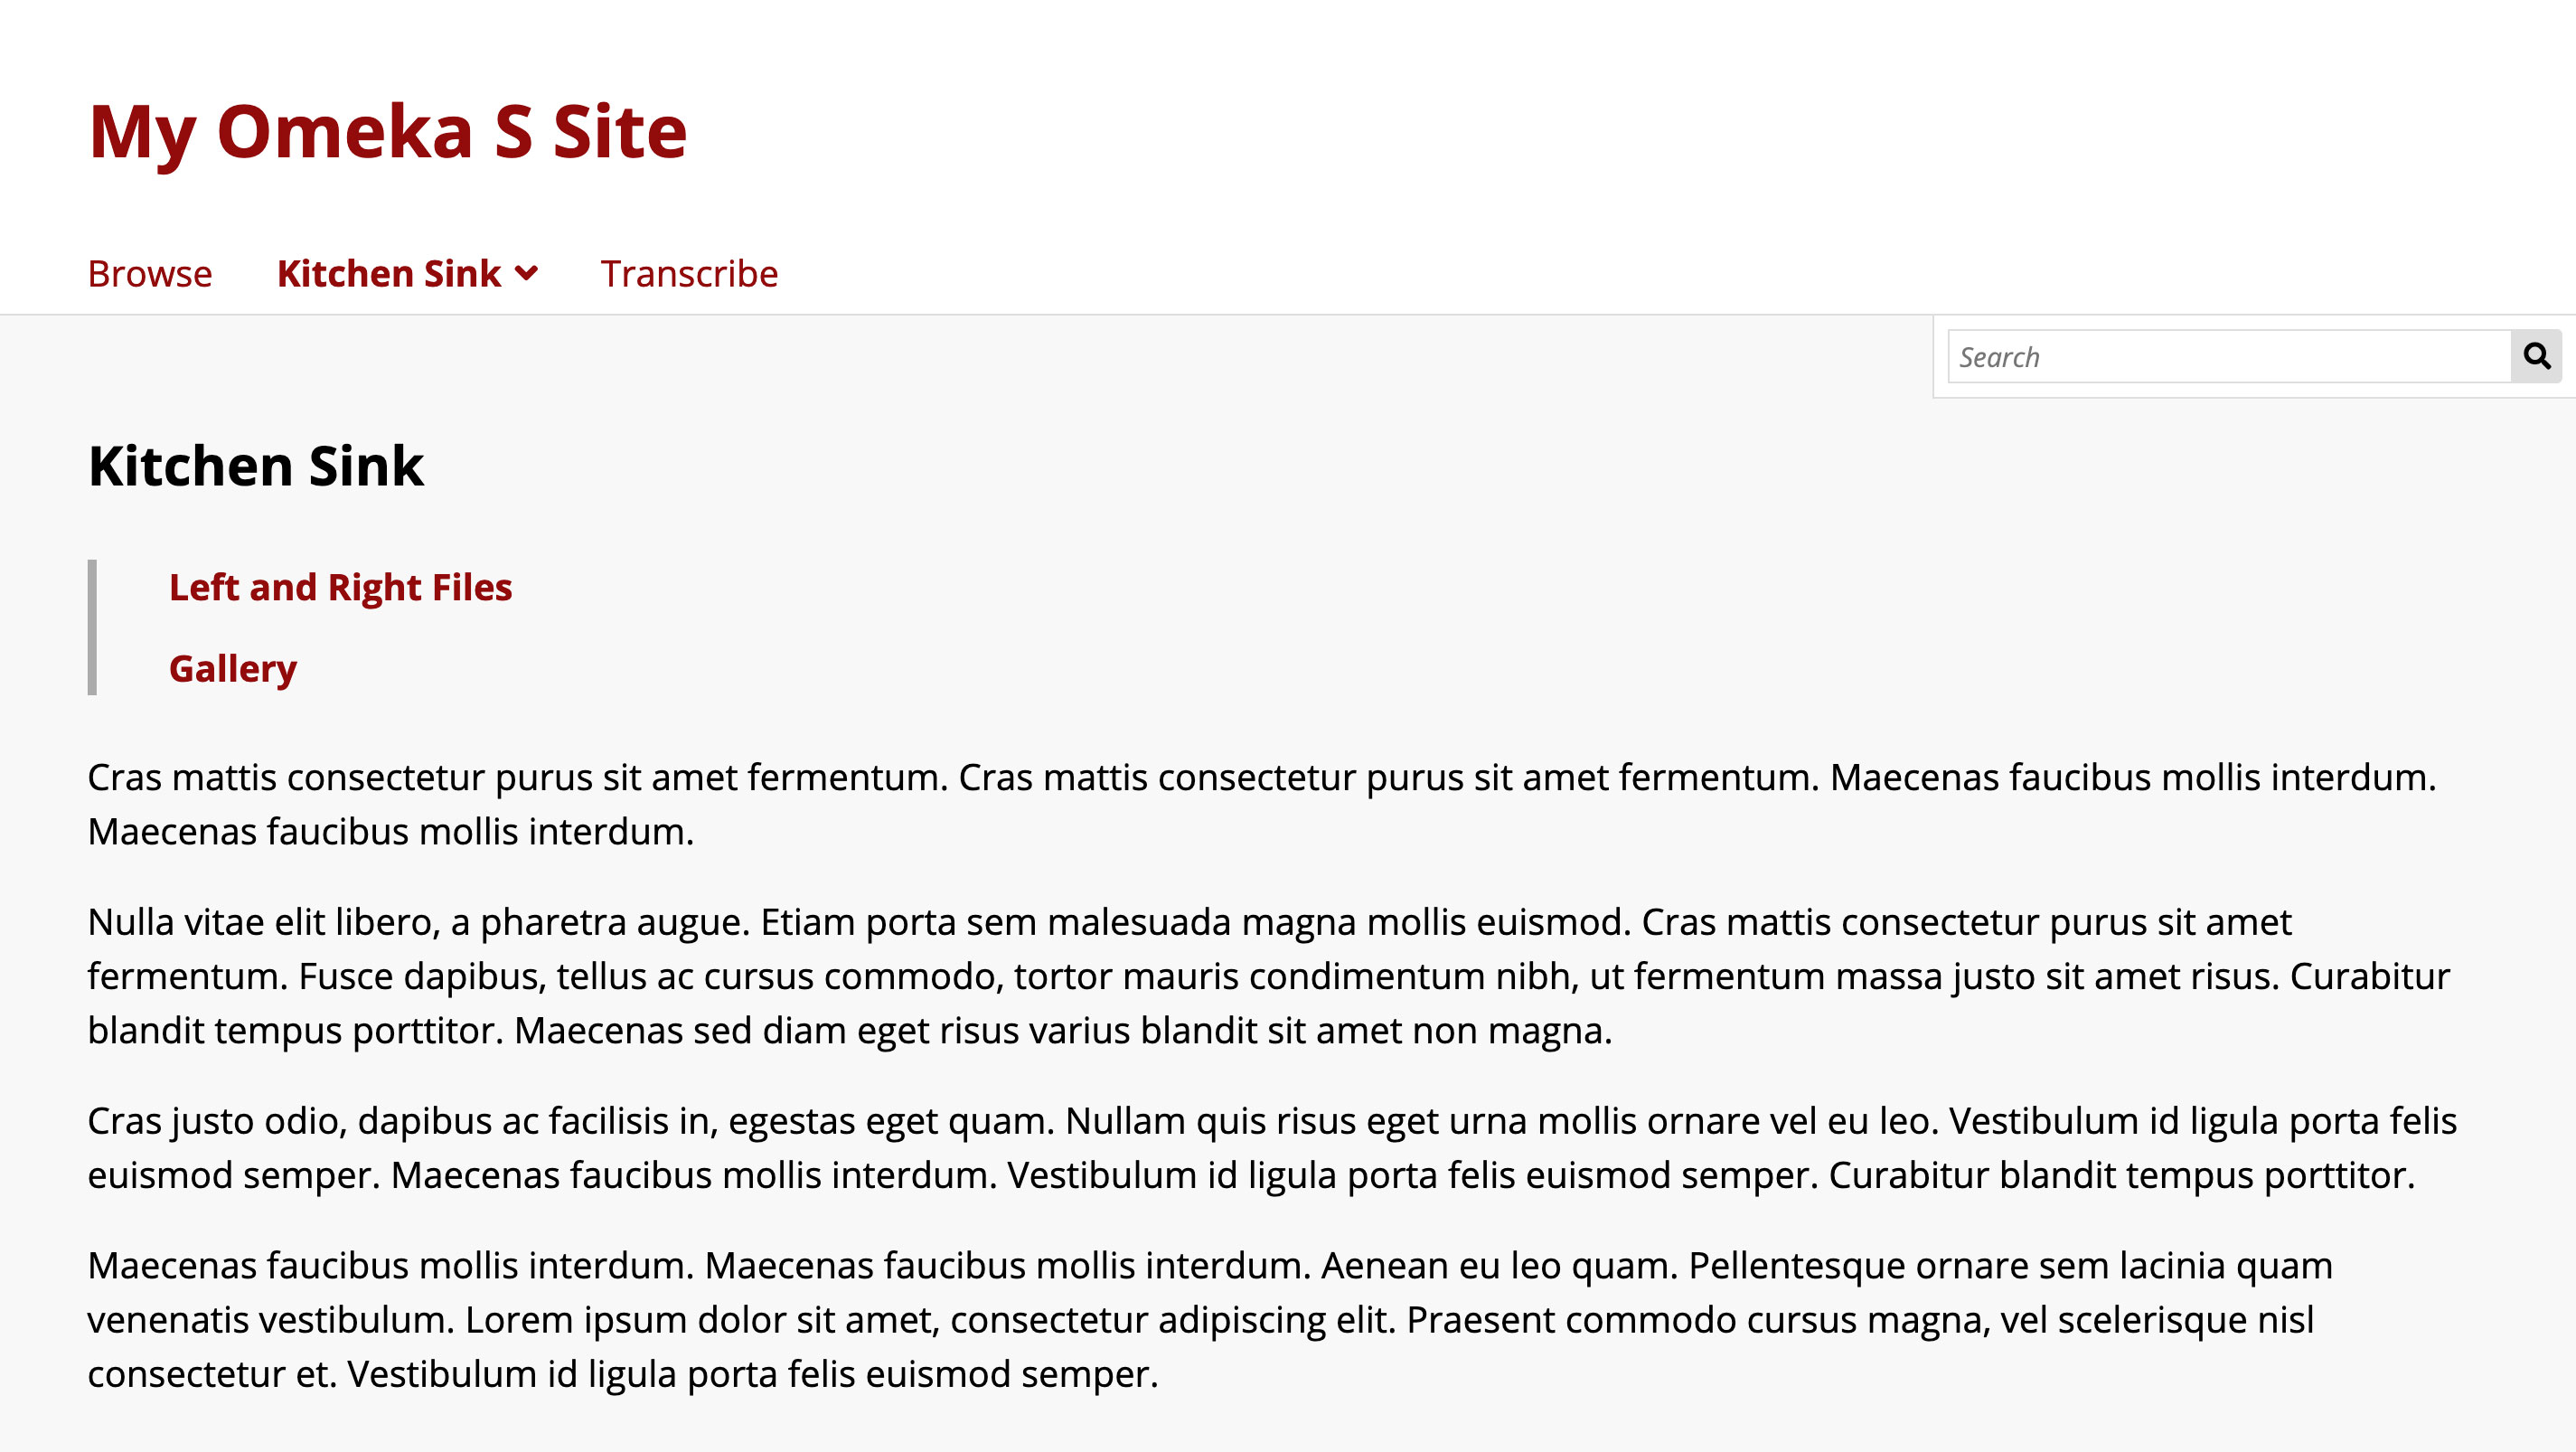 My Omeka S Site
Browse Kitchen Sink Transcribe
Search
Kitchen Sink
Left and Right Files
Gallery
Cras mattis consectetur purus sit amet fermentum. Cras mattis consectetur purus sit amet fermentum. Maecenas faucibus mollis interdum.
Maecenas faucibus mollis interdum.
Nulla vitae elit libero, a pharetra augue. Etiam porta sem malesuada magna mollis euismod. Cras mattis consectetur purus sit amet
fermentum. Fusce dapibus, tellus ac cursus commodo, tortor mauris condimentum nibh, ut fermentum massa justo sit amet risus. Curabitur
blandit tempus porttitor. Maecenas sed diam eget risus varius blandit sit amet non magna.
Cras justo odio, dapibus ac facilisis in, egestas eget quam. Nullam quis risus eget urna mollis ornare vel eu leo. Vestibulum id ligula porta felis
euismod semper. Maecenas faucibus mollis interdum. Vestibulum id ligula porta felis euismod semper. Curabitur blandit tempus porttitor.
Maecenas faucibus mollis interdum. Maecenas faucibus mollis interdum. Aenean eu leo quam. Pellentesque ornare sem lacinia quam
venenatis vestibulum. Lorem ipsum dolor sit amet, consectetur adipiscing elit. Praesent commodo cursus magna, vel scelerisque nisl
consectetur et. Vestibulum id ligula porta felis euismod semper.